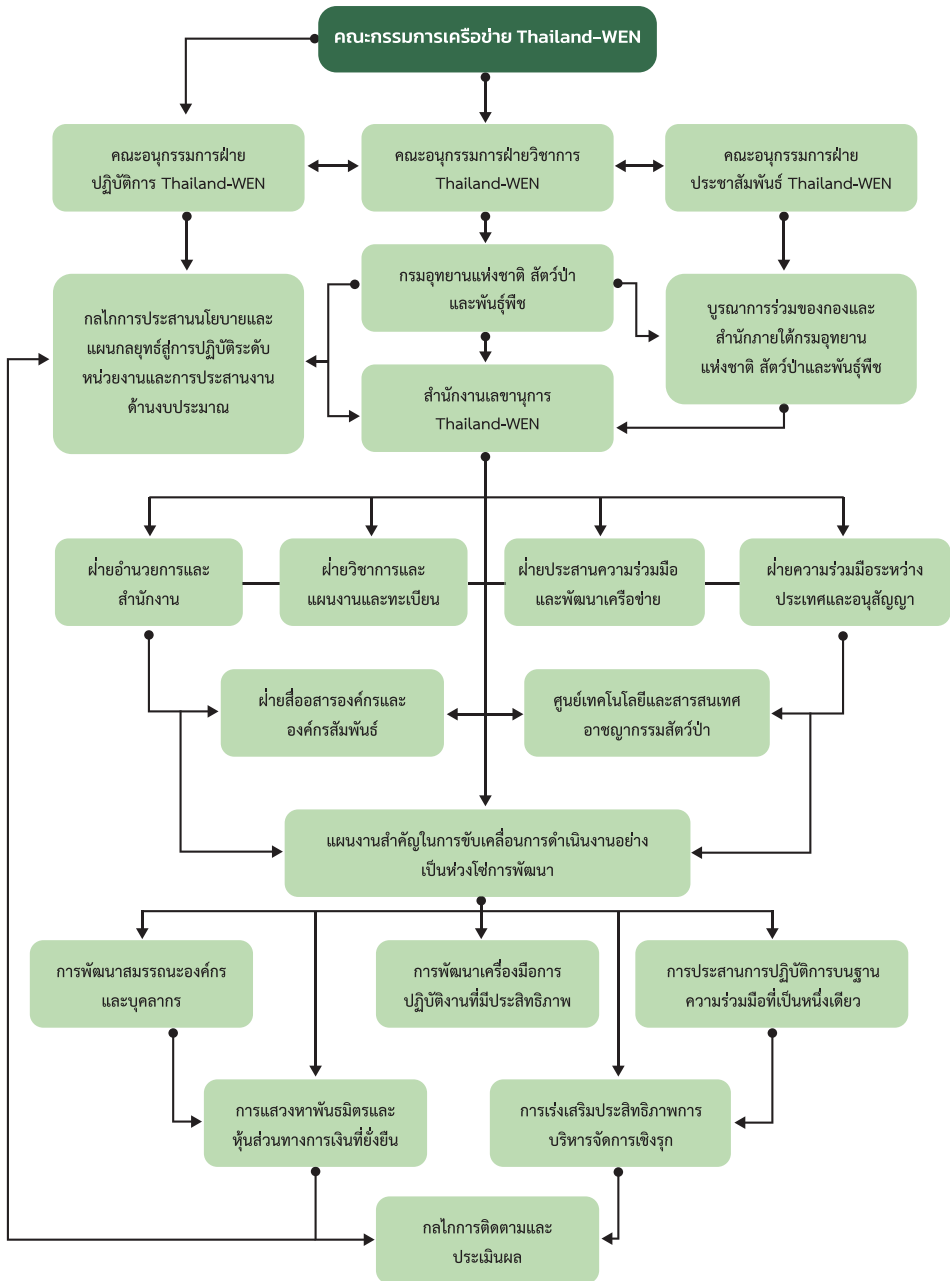 คณะกรรมการเครือข่าย Thailand-WEN
คณะอนุกรรมการฝ่าย
ปฏิบัติการ Thailand-WEN
คณะอนุกรรมการฝ่ายวิชาการ
Thailand-WEN
คณะอนุกรรมการฝ่าย
ประชาสัมพันธ์ Thailand-WEN
กลไกการประสานนโยบายและ
แผนกลยุทธ์สู่การปฏิบัติระดับ
หน่วยงานและการประสานงาน
ด้านงบประมาณ
กรมอุทยานแห่งชาติ สัตว์ป่า
และพันธุ์พืช
บูรณาการร่วมของกองและ
สำนักภายใต้กรมอุทยาน
แห่งชาติ สัตว์ป่าและพันธุ์พืช
สำนักงานเลขานุการ
Thailand-WEN
ฝ่ายอำนวยการและ
สำนักงาน
ฝ่ายวิชาการและ
แผนงานและทะเบียน
ฝ่ายประสานความร่วมมือ
และพัฒนาเครือข่าย
ฝ่ายความร่วมมือระหว่าง
ประเทศและอนุสัญญา
ฝ่ายสื่ออสารองค์กรและ
องค์กรสัมพันธ์
ศูนย์เทคโนโลยีและสารสนเทศ
อาชญากรรมสัตว์ป่า
แผนงานสำคัญในการขับเคลื่อนการดำเนินงานอย่าง
เป็นห่วงโซ่การพัฒนา
การพัฒนาสมรรถนะองค์กร
และบุคลากร
การพัฒนาเครื่องมือการ
ปฏิบัติงานที่มีประสิทธิภาพ
การประสานการปฏิบัติการบนฐาน
ความร่วมมือที่เป็นหนึ่งเดียว
การแสวงหาพันธมิตรและ
หุ้นส่วนทางการเงินที่ยั่งยืน
การเร่งเสริมประสิทธิภาพการ
บริหารจัดการเชิงรุก
กลไกการติดตามและ
ประเมินผล